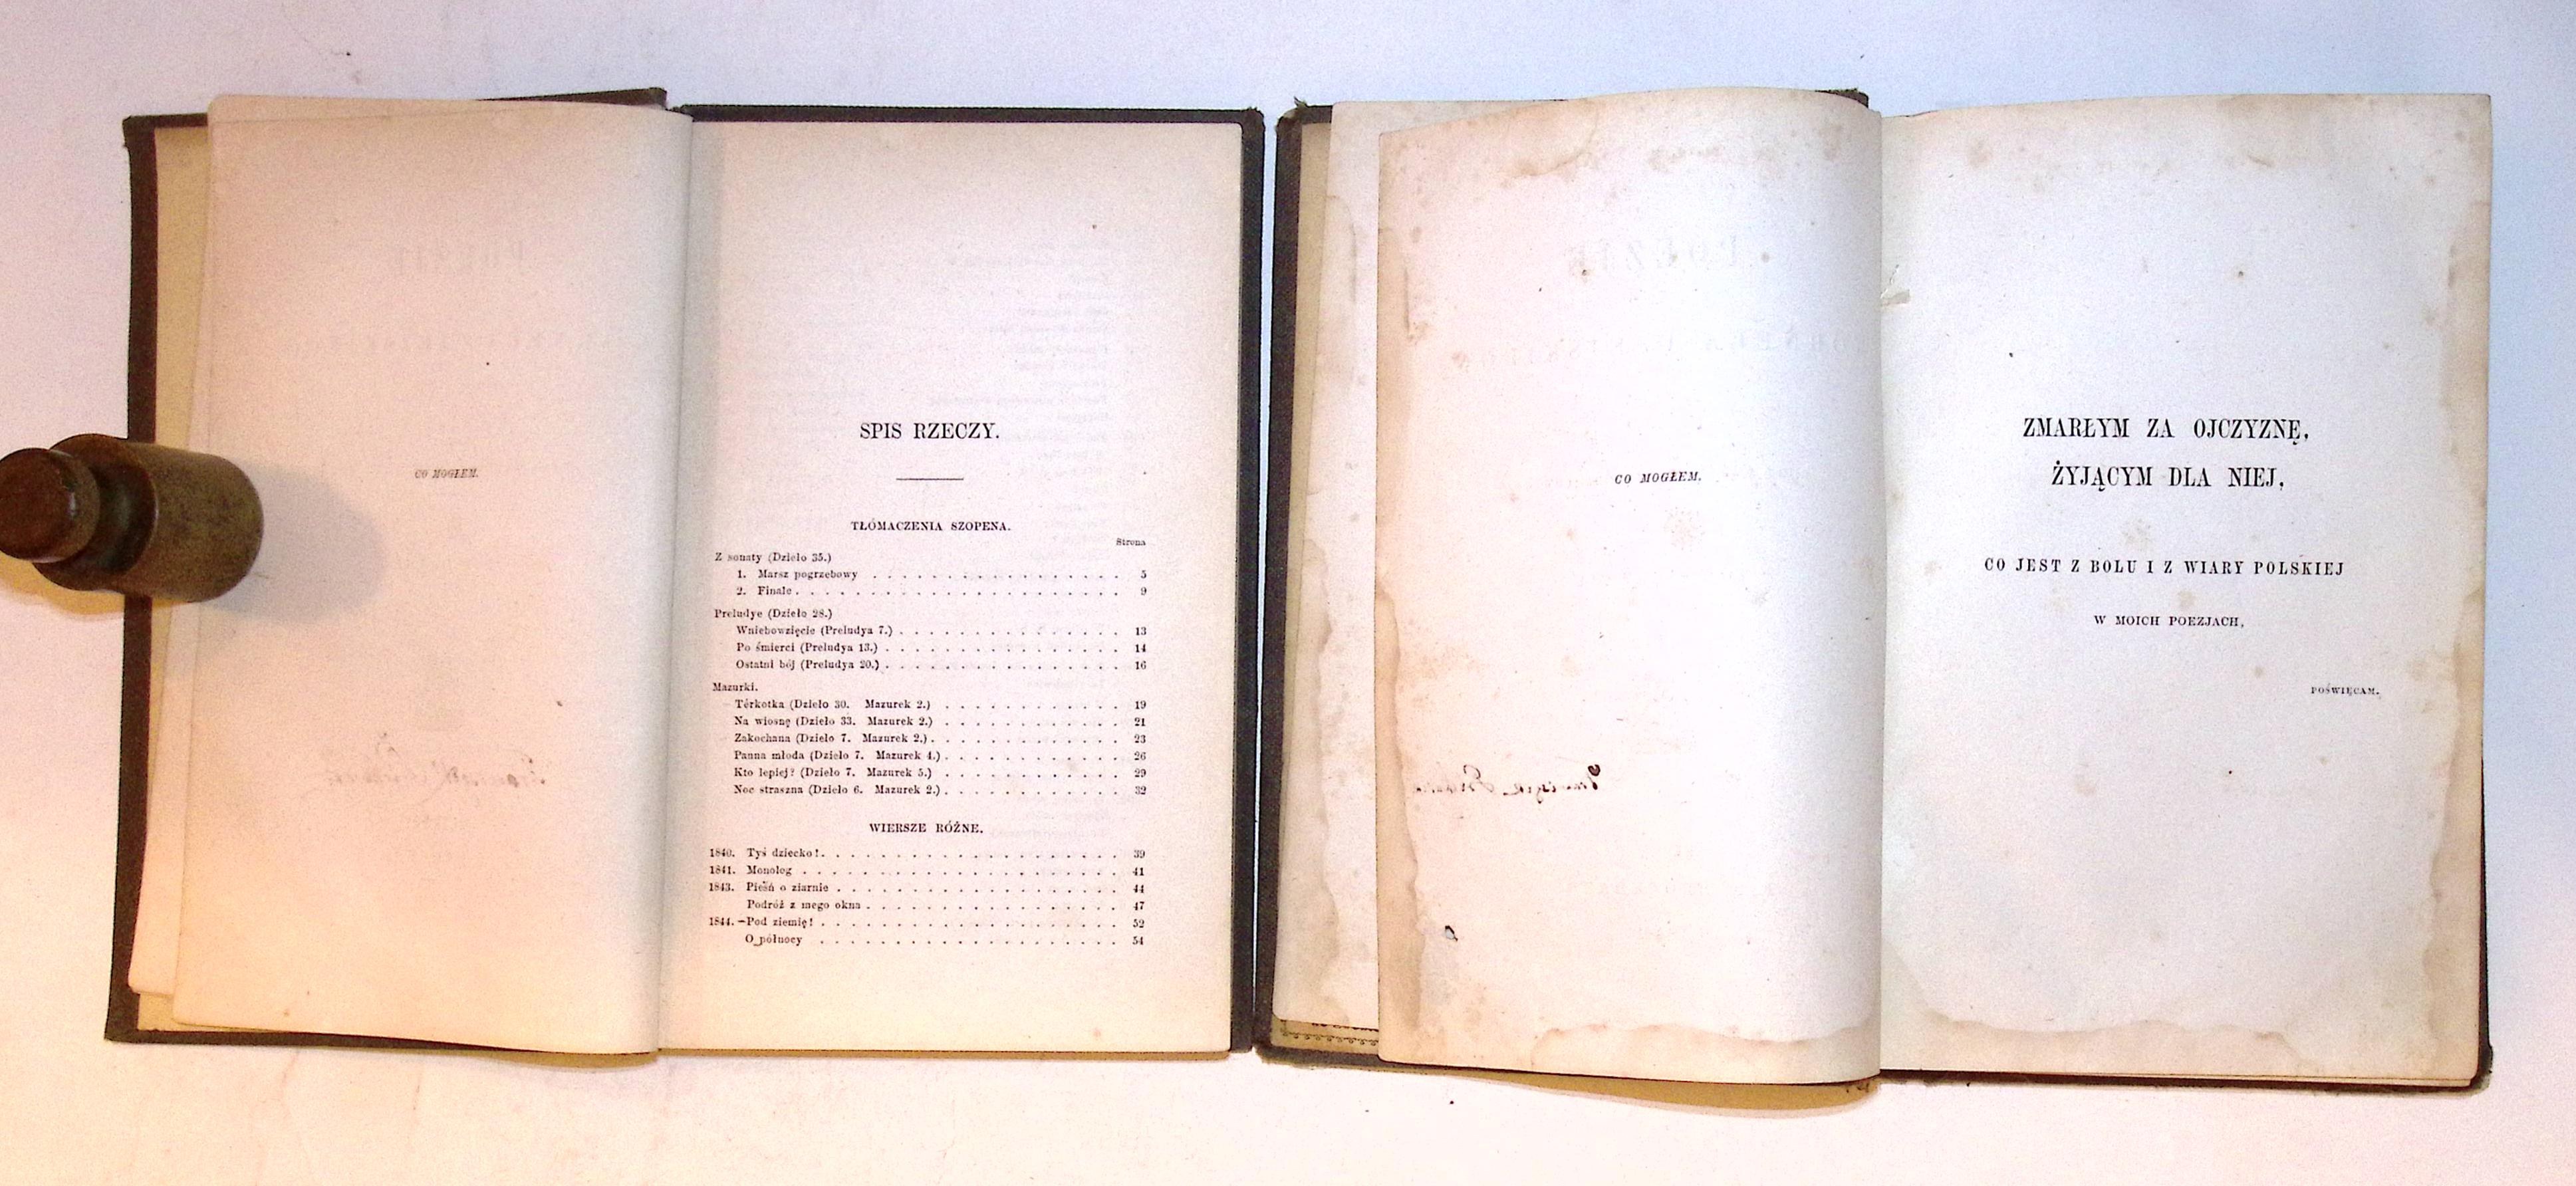 CO MOGŁEM.
SPIS RZECZY.
TŁÓMACZENIA SZOPENA.
Strona
Z sonaty (Dzieło 35.)
1. Marsz pogrzebowy . . . . . . . . . . . . . . . . . 5
2. Finale . . . . . . . . . . . . . . . . . . . . . . 9
Preludye (Dzieło 28.)
Wniebowzięcie (Preludya 7.) . . . . . . . . . . . . . . . 13
Po śmierci (Preludya 13.) . . . . . . . . . . . . . . . . 14
Ostatni bój (Preludya 20.) . . . . . . . . . . . . . . . . 16
Mazurki.
Térkotka (Dzieło 30. Mazurek 2.) . . . . . . . . . . . . 19
Na wiosnę (Dzieło 33. Mazurek 2.) . . . . . . . . . . . . 21
Zakochana (Dzieło 7. Mazurek 2.) . . . . . . . . . . . . . 23
Panna młoda (Dzieło 7. Mazurek 4.) . . . . . . . . . . . . 26
Kto lepiej? (Dzieło 7. Mazurek 5.) . . . . . . . . . . . . 29
Noc straszna (Dzieło 6. Mazurek 2.) . . . . . . . . . . . . 32
WIERSZE RÓŻNE.
1840. Tyś dziecko! . . . . . . . . . . . . . . . . . . . . 39
1841. Monolog . . . . . . . . . . . . . . . . . . . . . . 41
1843. Pieśń o ziarnie . . . . . . . . . . . . . . . . . . . 44
Podróż z mego okna . . . . . . . . . . . . . . . . . 47
1844. –Pod ziemię! . . . . . . . . . . . . . . . . . . . . 52
O północy . . . . . . . . . . . . . . . . . . . . 54
CO MOGŁEM.
ZMARŁYM ZA OJCZYZNĘ,
ŻYJĄCYM DLA NIEJ,
CO JEST Z BOLU I Z WIARY POLSKIEJ
W MOICH POEZJACH,
POŚWIĘCAM.